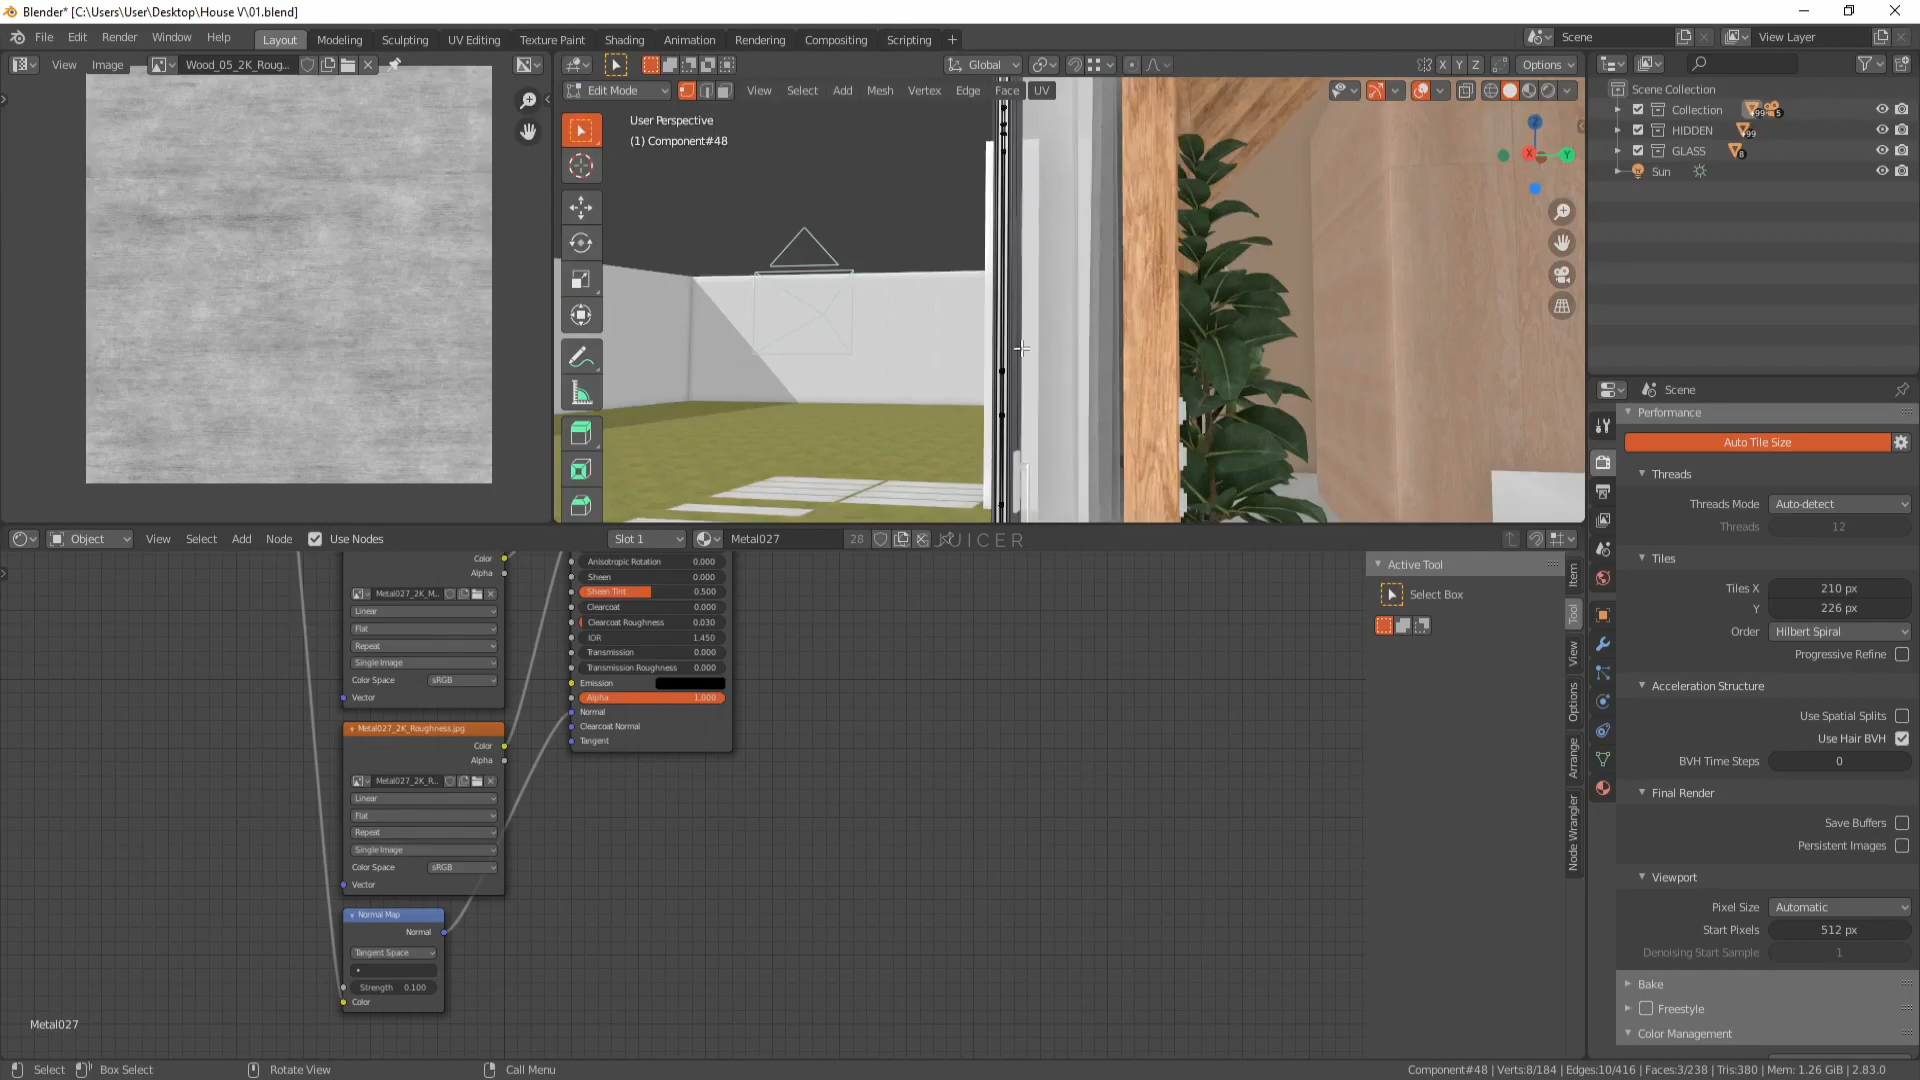 Blender* [C:\Users\User\Desktop\House V\01.blend]
File Edit Render Window Help
Layout Modeling Sculpting UV Editing Texture Paint Shading Animation Rendering Compositing Scripting
Scene View Layer
View Image Wood_05_2K_Roug...
Global X Y Z Options
Edit Mode View Select Add Mesh Vertex Edge Face UV
User Perspective
(1) Component#48
Z
X
Y
Scene Collection
Collection 99 5
HIDDEN 99
GLASS 8
Sun
Scene
Performance
Auto Tile Size
Threads
Threads Mode Auto-detect
Threads 12
Tiles
Tiles X 210 px
Y 226 px
Order Hilbert Spiral
Progressive Refine
Acceleration Structure
Use Spatial Splits
Use Hair BVH
BVH Time Steps 0
Final Render
Save Buffers
Persistent Images
Viewport
Pixel Size Automatic
Start Pixels 512 px
Denoising Start Sample 1
Bake
Freestyle
Color Management
Object View Select Add Node Use Nodes Slot 1 Metal027 28
Color
Alpha
Metal027_2K_M...
Linear
Flat
Repeat
Single Image
Color Space sRGB
Vector
Metal027_2K_Roughness.jpg
Color
Alpha
Metal027_2K_R...
Linear
Flat
Repeat
Single Image
Color Space sRGB
Vector
Normal Map
Normal
Tangent Space
Strength 0.100
Color
Anisotropic Rotation 0.000
Sheen 0.000
Sheen Tint 0.500
Clearcoat 0.000
Clearcoat Roughness 0.030
IOR 1.450
Transmission 0.000
Transmission Roughness 0.000
Emission
Alpha 1.000
Normal
Clearcoat Normal
Tangent
Active Tool
Select Box
Item
Tool
View
Options
Arrange
Node Wrangler
Metal027
Select Box Select Rotate View Call Menu
Component#48 | Verts:8/184 | Edges:10/416 | Faces:3/238 | Tris:380 | Mem: 1.26 GiB | 2.83.0